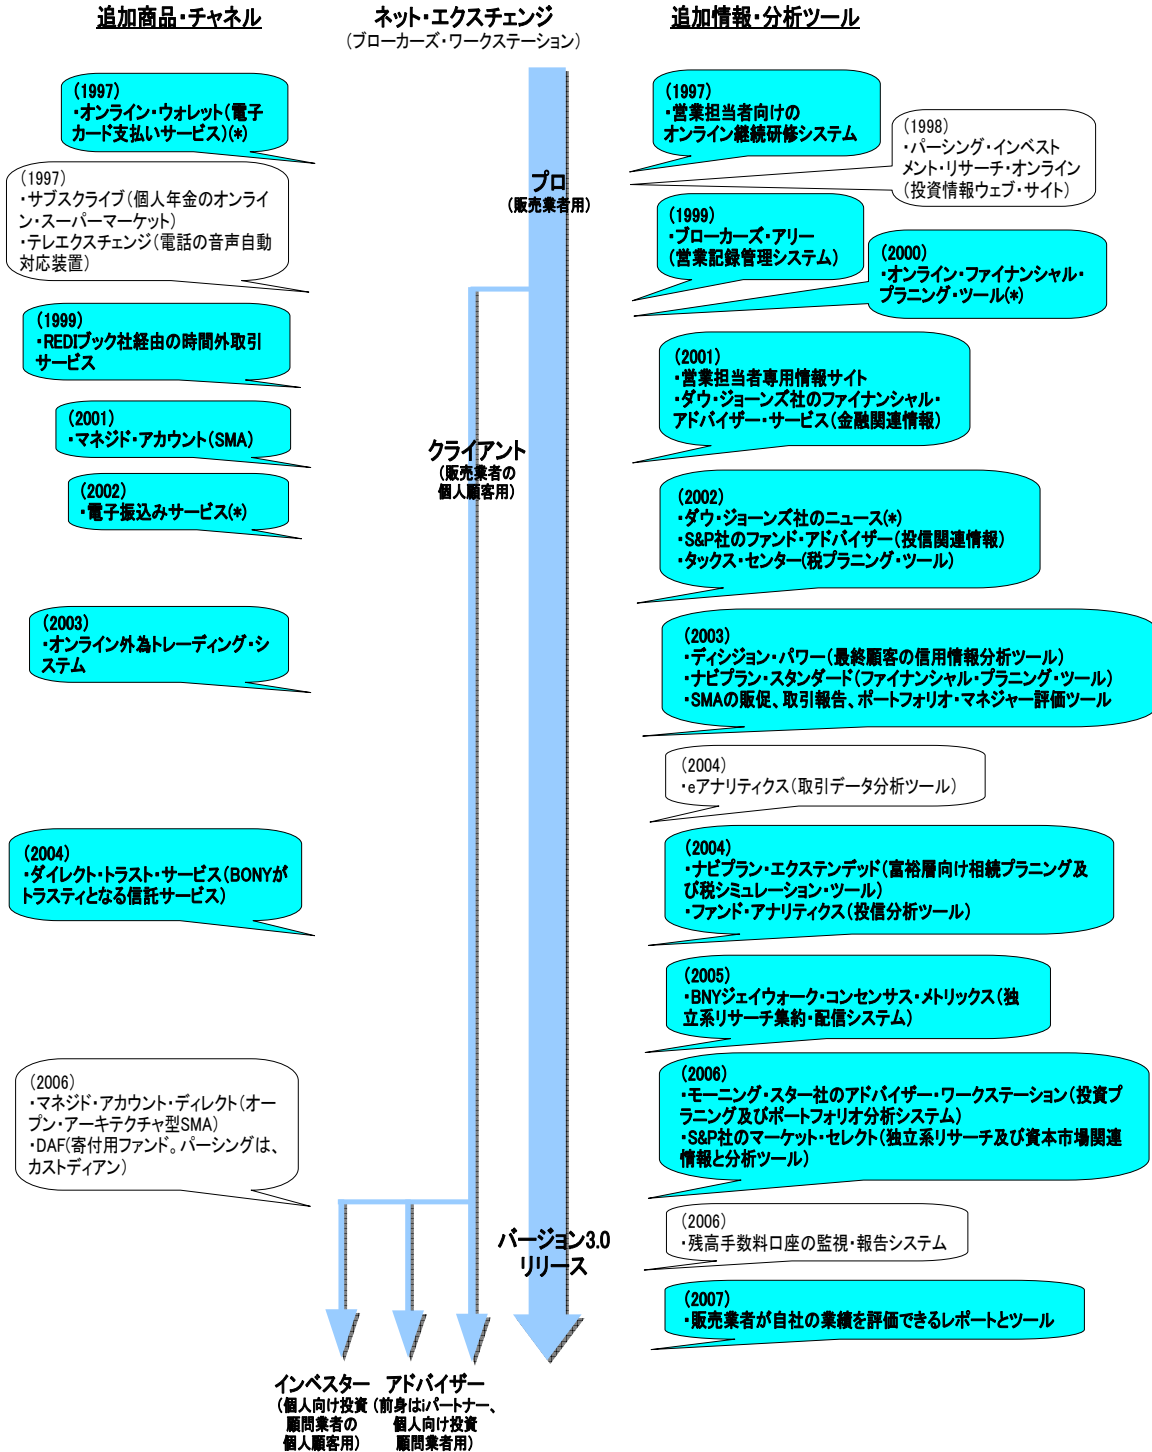 追加商品・チャネル
ネット・エクスチェンジ
(ブローカーズ・ワークステーション)
追加情報・分析ツール
(1997)
・オンライン・ウォレット(電子
カード支払いサービス)(*)
(1997)
・サブスクライブ(個人年金のオンライ
ン・スーパーマーケット)
・テレエクスチェンジ(電話の音声自動
対応装置)
(1999)
・REDIブック社経由の時間外取引
サービス
(2001)
・マネジド・アカウント(SMA)
(2002)
・電子振込みサービス(*)
(2003)
・オンライン外為トレーディング・シ
ステム
(2004)
・ダイレクト・トラスト・サービス(BONYが
トラスティとなる信託サービス)
(2006)
・マネジド・アカウント・ダイレクト(オー
プン・アーキテクチャ型SMA)
・DAF(寄付用ファンド。パーシングは、
カストディアン)
プロ
(販売業者用)
クライアント
(販売業者の
個人顧客用)
バージョン3.0
リリース
インベスター
(個人向け投資
顧問業者の
個人顧客用)
アドバイザー
(前身はiパートナー、
個人向け投資
顧問業者用)
(1997)
・営業担当者向けの
オンライン継続研修システム
(1998)
・パーシング・インベスト
メント・リサーチ・オンライン
(投資情報ウェブ・サイト)
(1999)
・ブローカーズ・アリー
(営業記録管理システム)
(2000)
・オンライン・ファイナンシャル・
プラニング・ツール(*)
(2001)
・営業担当者専用情報サイト
・ダウ・ジョーンズ社のファイナンシャル・
アドバイザー・サービス(金融関連情報)
(2002)
・ダウ・ジョーンズ社のニュース(*)
・S&P社のファンド・アドバイザー(投信関連情報)
・タックス・センター(税プラニング・ツール)
(2003)
・ディシジョン・パワー(最終顧客の信用情報分析ツール)
・ナビプラン・スタンダード(ファイナンシャル・プラニング・ツール)
・SMAの販促、取引報告、ポートフォリオ・マネジャー評価ツール
(2004)
・eアナリティクス(取引データ分析ツール)
(2004)
・ナビプラン・エクステンデッド(富裕層向け相続プラニング及
び税シミュレーション・ツール)
・ファンド・アナリティクス(投信分析ツール)
(2005)
・BNYジェイウォーク・コンセンサス・メトリックス(独
立系リサーチ集約・配信システム)
(2006)
・モーニング・スター社のアドバイザー・ワークステーション(投資プ
ラニング及びポートフォリオ分析システム)
・S&P社のマーケット・セレクト(独立系リサーチ及び資本市場関連
情報と分析ツール)
(2006)
・残高手数料口座の監視・報告システム
(2007)
・販売業者が自社の業績を評価できるレポートとツール